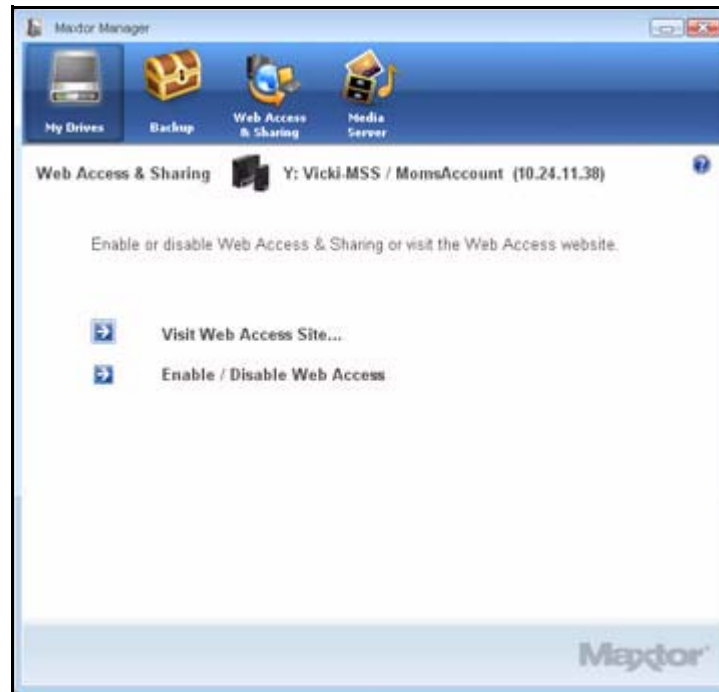 Maxtor Manager
My Drives
Backup
Web Access
& Sharing
Media
Server
Web Access & Sharing Y: Vicki-MSS / MomsAccount (10.24.11.38)
Enable or disable Web Access & Sharing or visit the Web Access website.
Visit Web Access Site...
Enable / Disable Web Access
Maxtor